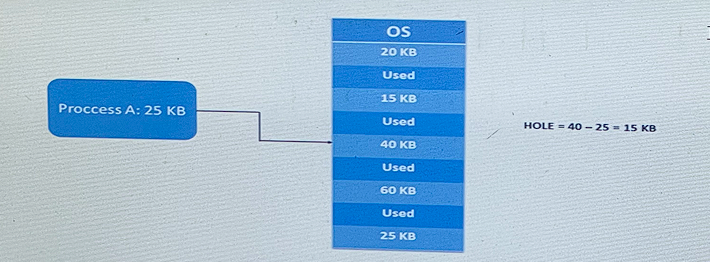 Proccess A: 25 KB
OS
20 KB
Used
15 KB
Used
40 KB
Used
60 KB
Used
25 KB
HOLE = 40 – 25 = 15 KB